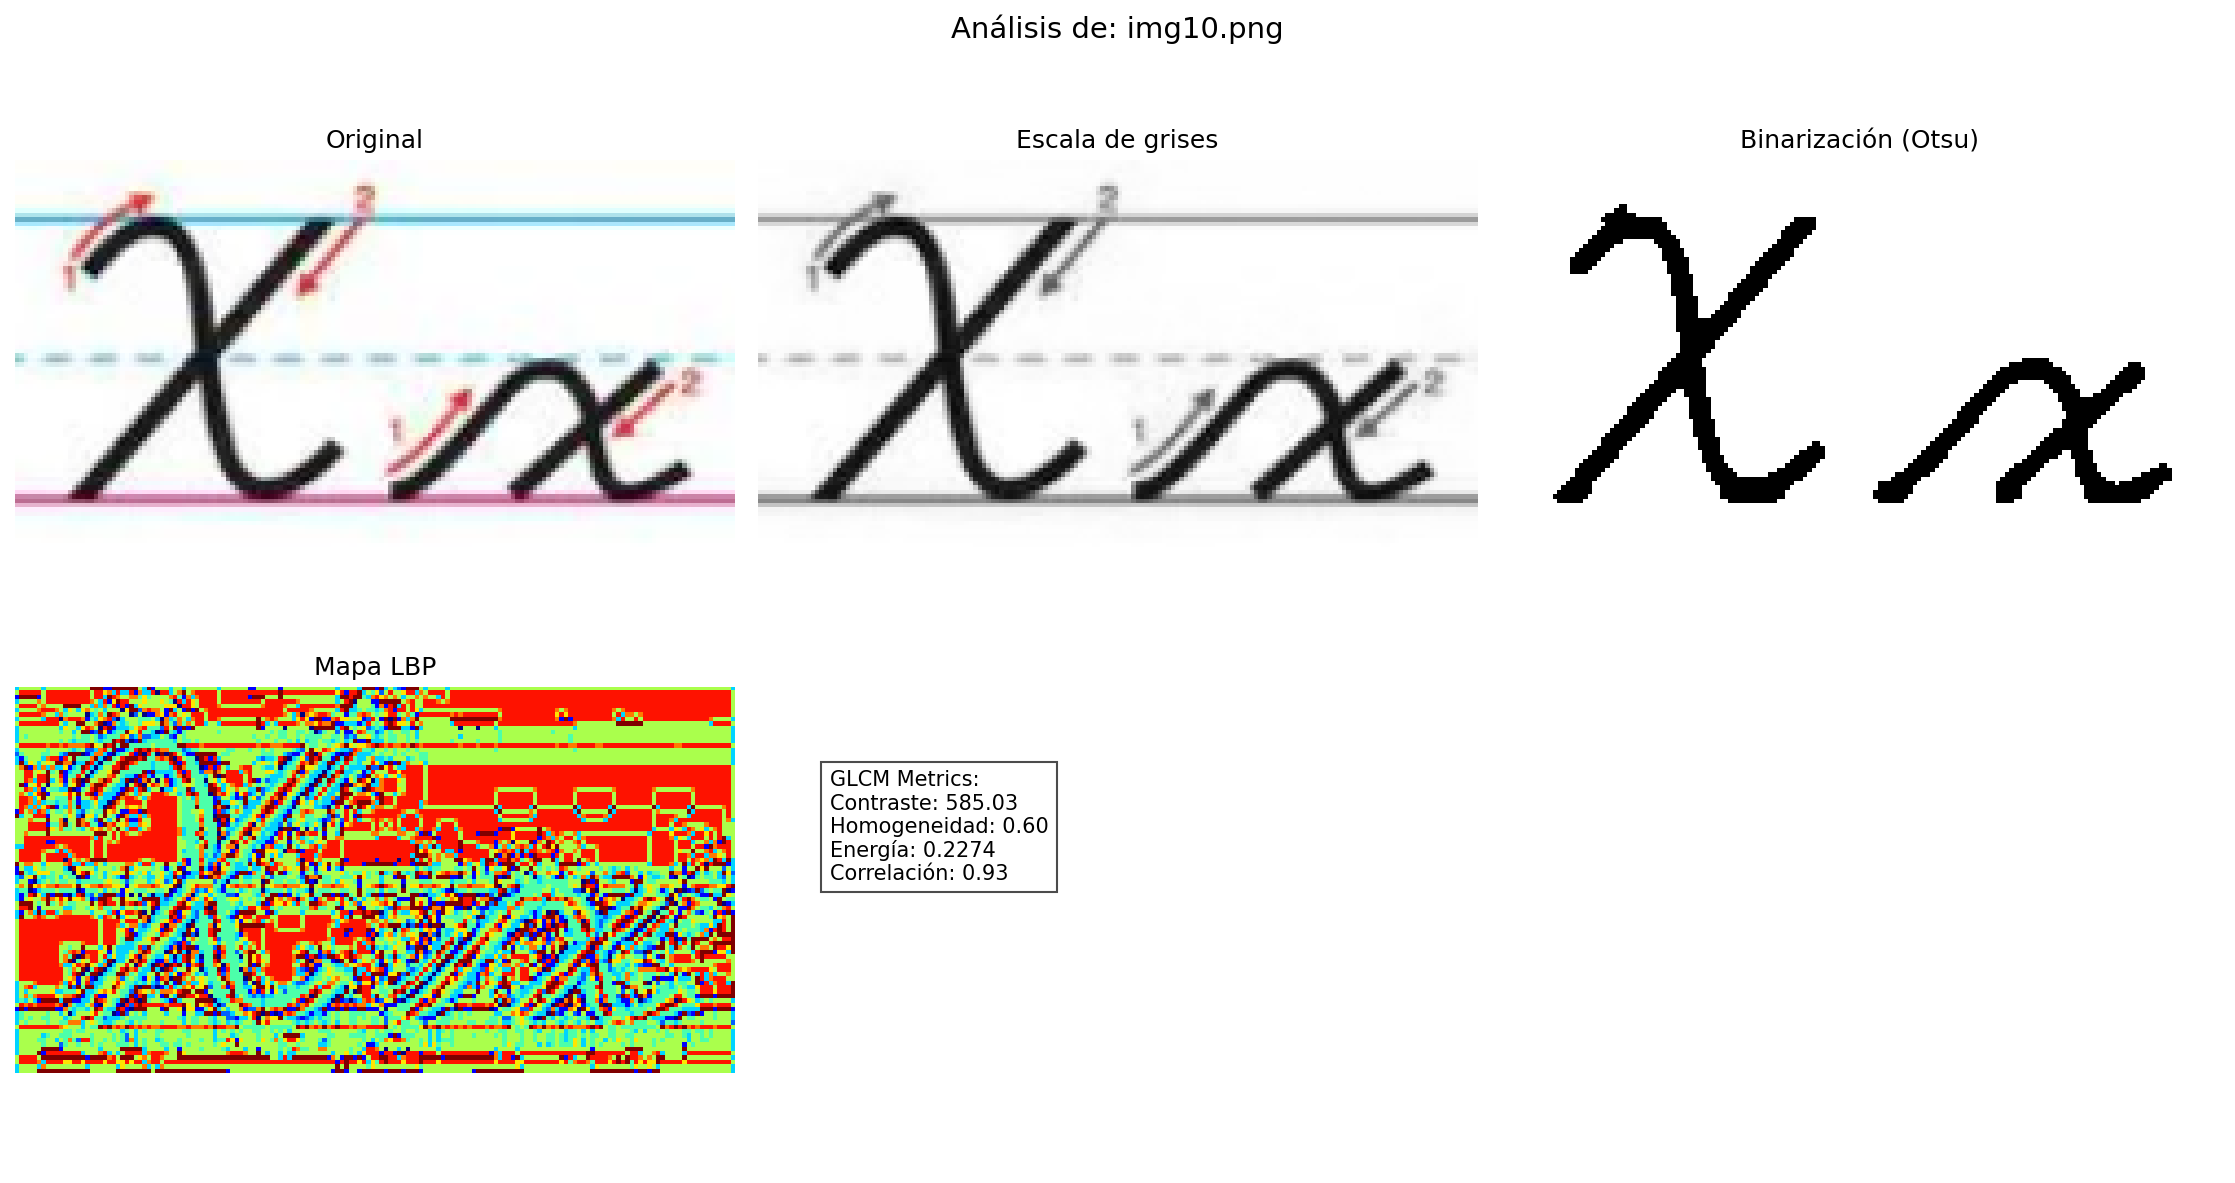 Análisis de: img10.png
Original
Escala de grises
Binarización (Otsu)
1 2
X x
1 2
1 2
X x
1 2
X x
Mapa LBP
GLCM Metrics:
Contraste: 585.03
Homogeneidad: 0.60
Energía: 0.2274
Correlación: 0.93